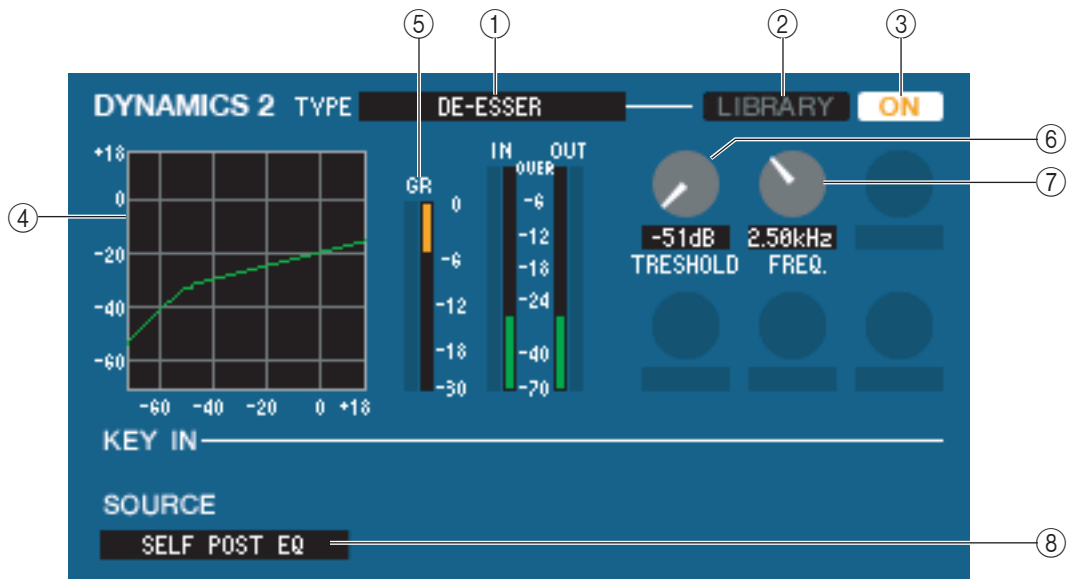 ⑤ ① ② ③
DYNAMICS 2 TYPE DE-ESSER LIBRARY ON
+18
0
-20
-40
-60
-60 -40 -20 0 +18
④
GR
0
-6
-12
-18
-30
IN OUT
OVER
-6
-12
-18
-24
-40
-70
⑥
⑦
-51dB 2.50kHz
TRESHOLD FREQ.
KEY IN
SOURCE
SELF POST EQ
⑧